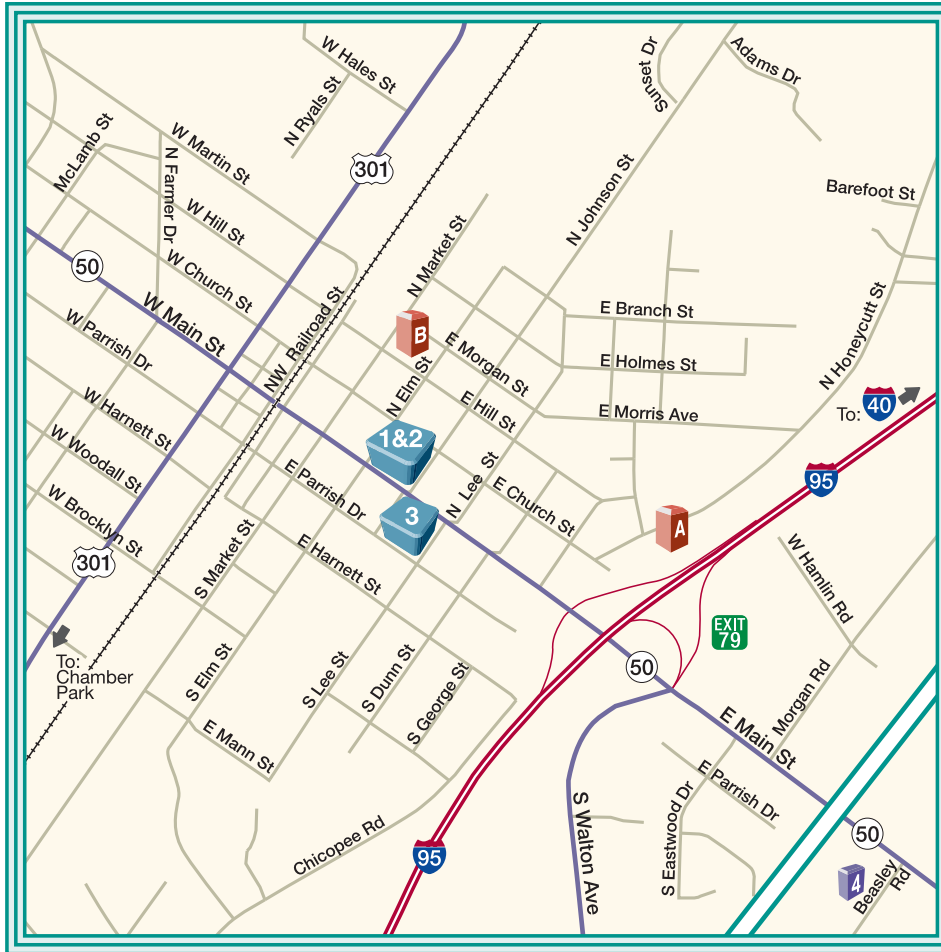 W Hales St
Sunset Dr
Adams Dr
N Ryals St
McLamb St
W Martin St
N Farmer Dr
301
N Johnson St
Barefoot St
W Hill St
N Market St
50
W Church St
W Main St
NW Railroad St
E Branch St
N Honeycutt St
W Parrish Dr
B
E Morgan St
E Holmes St
N Elm St
E Hill St
E Morris Ave
To:
40
W Harnett St
1&2
W Woodall St
95
E Parrish Dr
N Lee St
E Church St
W Brocklyn St
3
A
S Market St
E Harnett St
301
W Hamlin Rd
EXIT
79
To:
Chamber
Park
50
S Elm St
S Lee St
S Dunn St
S George St
Morgan Rd
E Main St
E Mann St
E Parrish Dr
S Walton Ave
S Eastwood Dr
Chicopee Rd
95
50
4
Beasley
Rd